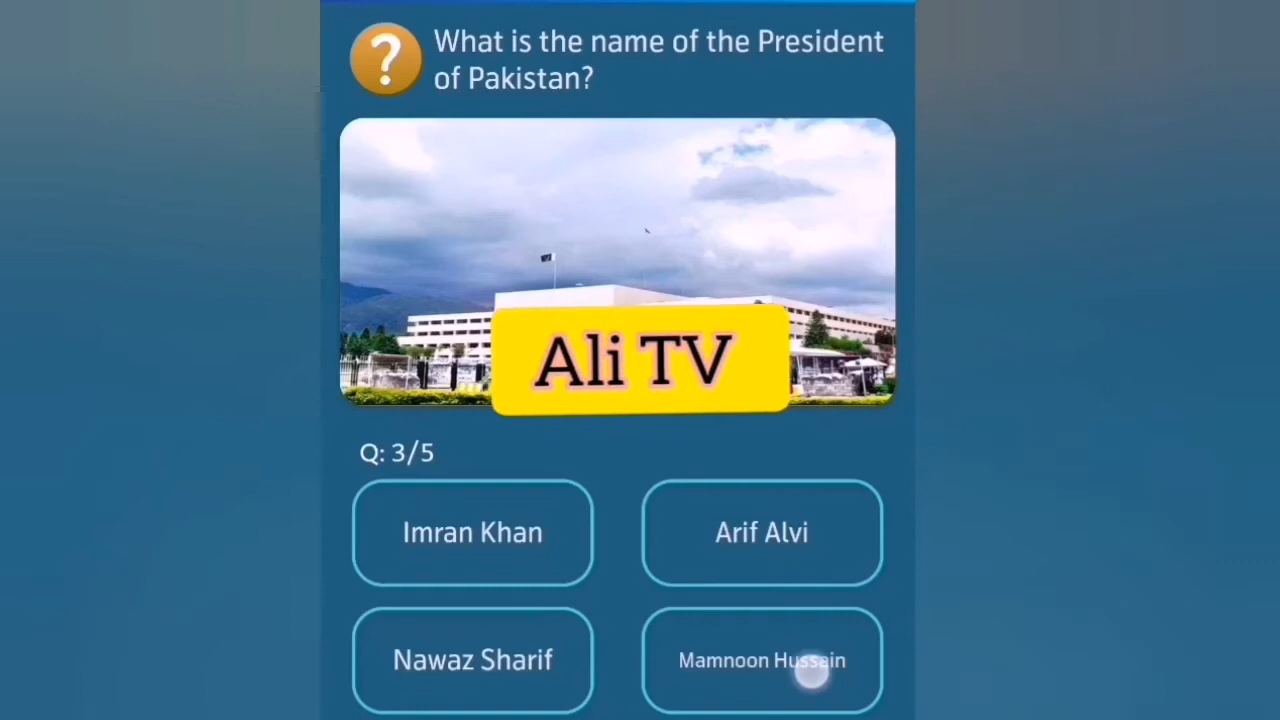 ?
What is the name of the President
of Pakistan?
Ali TV
Q: 3/5
Imran Khan
Arif Alvi
Nawaz Sharif
Mamnoon Hussain